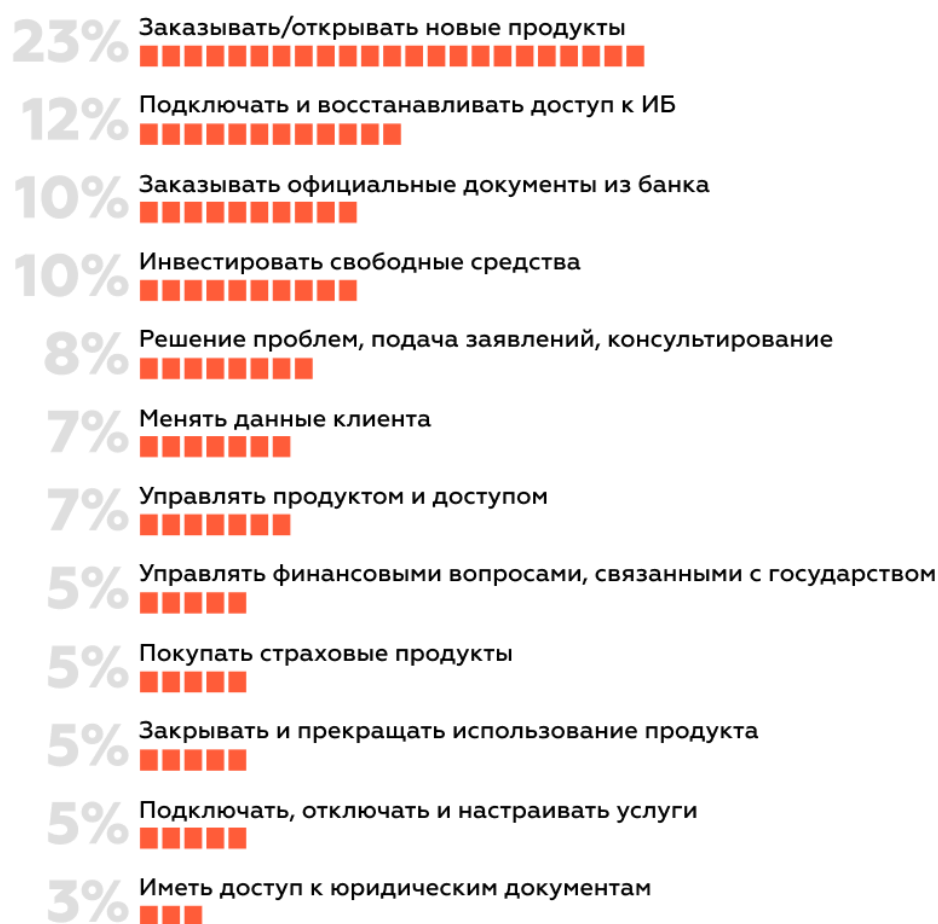 23% Заказывать/открывать новые продукты
12% Подключать и восстанавливать доступ к ИБ
10% Заказывать официальные документы из банка
10% Инвестировать свободные средства
8% Решение проблем, подача заявлений, консультирование
7% Менять данные клиента
7% Управлять продуктом и доступом
5% Управлять финансовыми вопросами, связанными с государством
5% Покупать страховые продукты
5% Закрывать и прекращать использование продукта
5% Подключать, отключать и настраивать услуги
3% Иметь доступ к юридическим документам